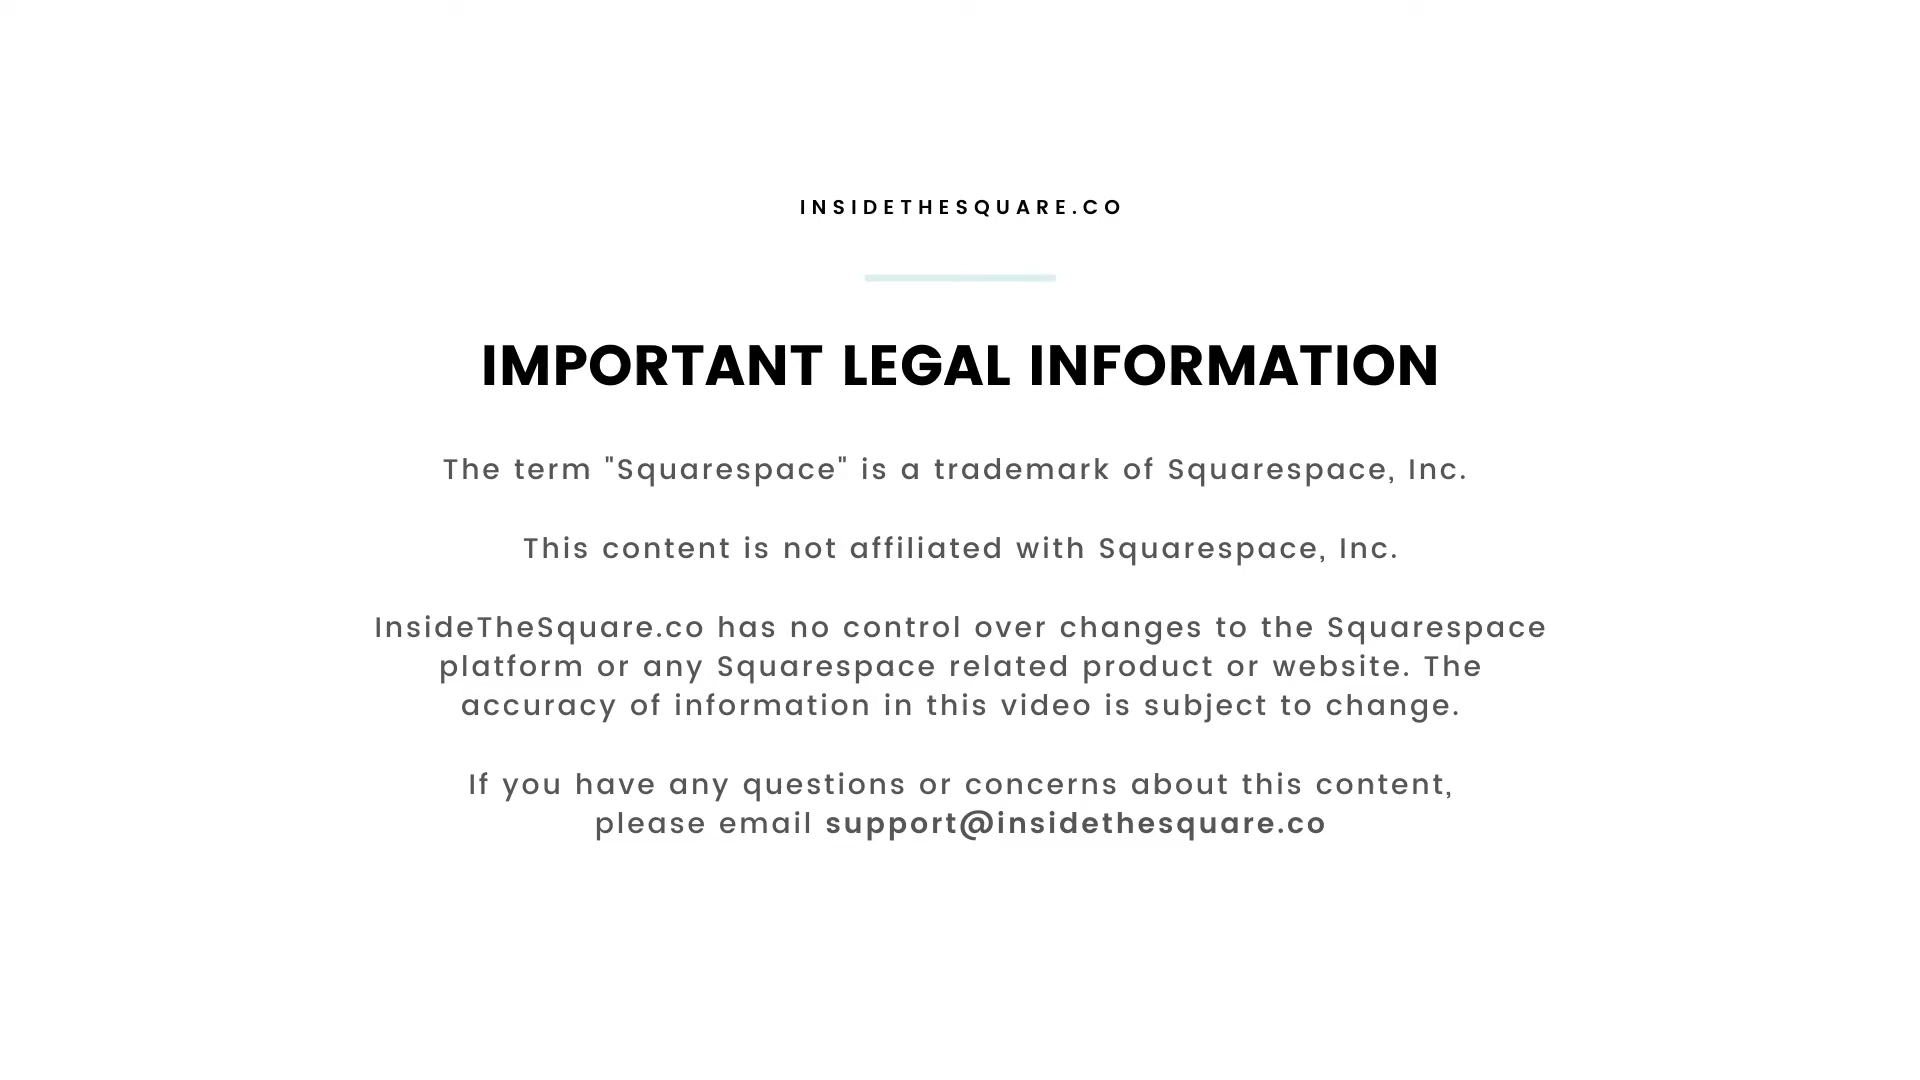 INSIDETHESQUARE.CO
IMPORTANT LEGAL INFORMATION
The term "Squarespace" is a trademark of Squarespace, Inc.
This content is not affiliated with Squarespace, Inc.
InsideTheSquare.co has no control over changes to the Squarespace
platform or any Squarespace related product or website. The
accuracy of information in this video is subject to change.
If you have any questions or concerns about this content,
please email support@insidethesquare.co